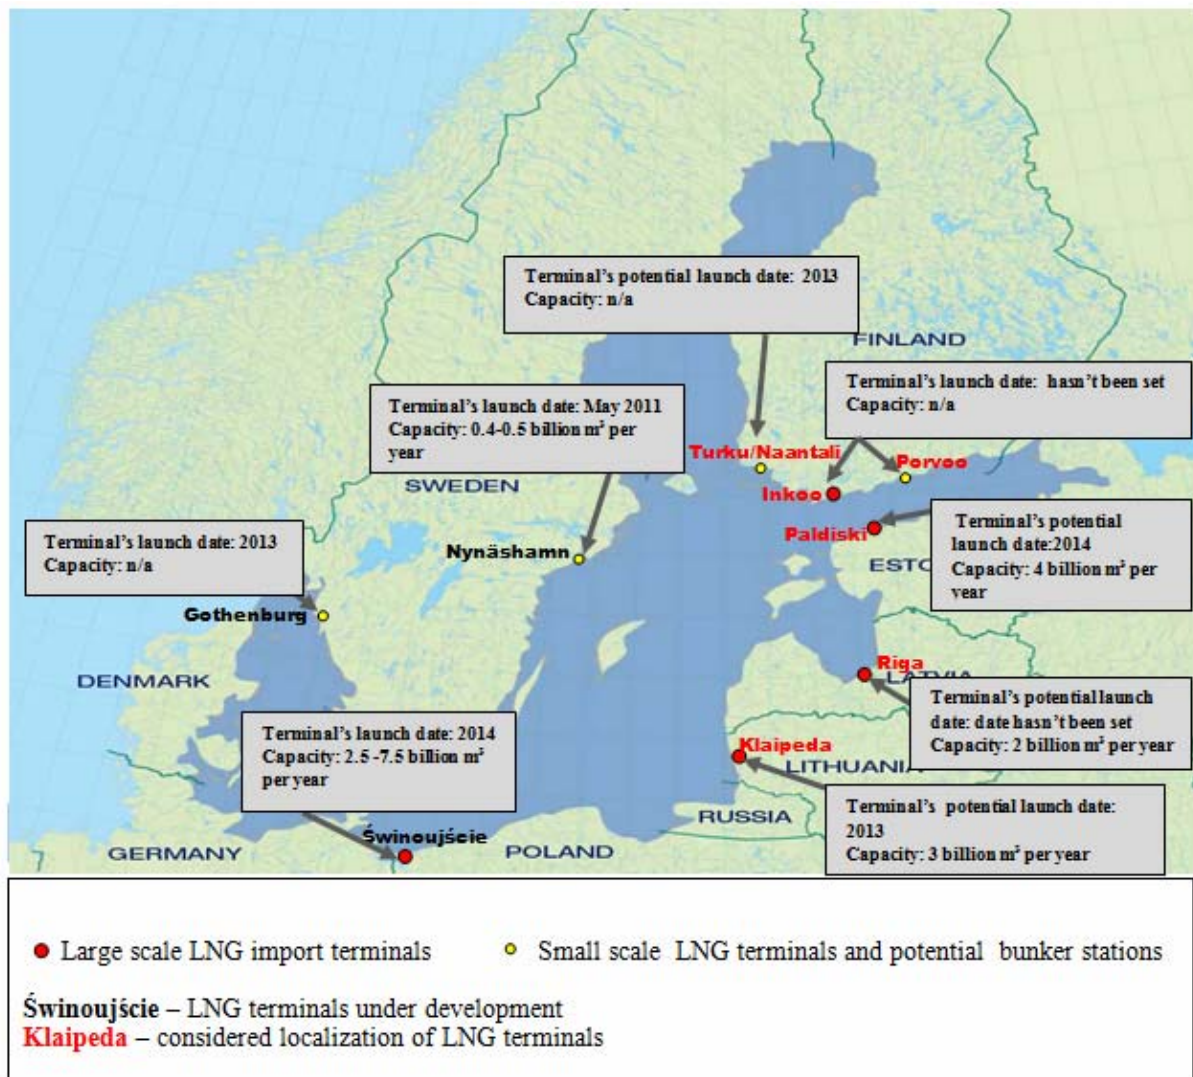 Terminal's potential launch date: 2013
Capacity: n/a
FINLAND
Terminal's launch date: hasn't been set
Capacity: n/a
Terminal's launch date: May 2011
Capacity: 0.4-0.5 billion m³ per
year
Turku/Naantali
Porvoo
SWEDEN
Inkoo
Paldiski
Terminal's potential
launch date:2014
Capacity: 4 billion m³ per
year
Terminal's launch date: 2013
Capacity: n/a
Nynäshamn
ESTO
Gothenburg
Riga
LATVIA
DENMARK
Terminal's potential launch
date: date hasn't been set
Capacity: 2 billion m³ per year
Terminal's launch date: 2014
Capacity: 2.5 -7.5 billion m³
per year
Klaipeda
LITHUANIA
RUSSIA
Terminal's potential launch date:
2013
Capacity: 3 billion m³ per year
Świnoujście
GERMANY
POLAND
Large scale LNG import terminals
Small scale LNG terminals and potential bunker stations
Świnoujście – LNG terminals under development
Klaipeda – considered localization of LNG terminals